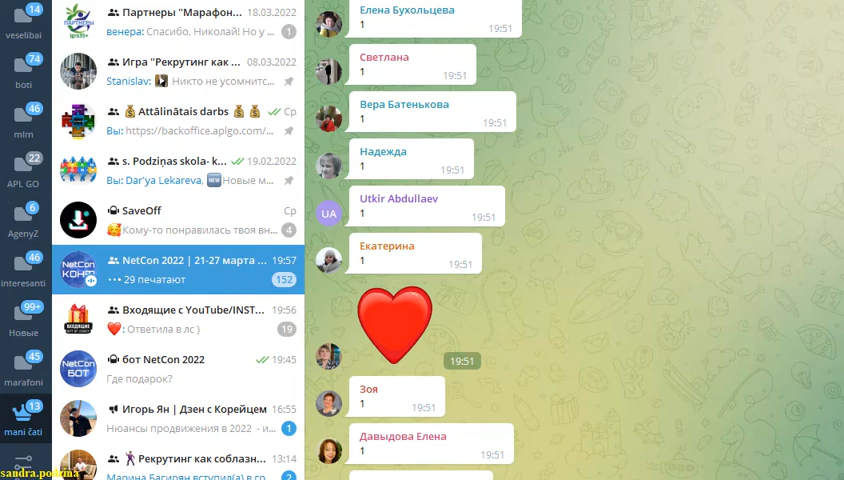 14
veselibai
74
boti
46
mlm
22
APL GO
6
AgenyZ
46
interesanti
99+
Новые
45
marafoni
13
mani čati
sandra.podzina
Партнеры "Марафон... 18.03.2022
венера: Спасибо, Николай! Но у ... 1
Игра "Рекрутинг как ... 08.03.2022
Stanislav: Никто не усомнитс...
Attālinātais darbs Ср
Вы: https://backoffice.aplgo.com/...
s. Podziņas skola- k... 19.02.2022
Вы: Dar'ya Lekareva, NEW Новые м...
SaveOff Ср
Кому-то понравилась твоя вн... 4
NetCon 2022 | 21-27 марта ... 19:57
29 печатают 152
Входящие с YouTube/INST... 19:56
: Ответила в лс ) 19
бот NetCon 2022 19:45
Где подарок?
Игорь Ян | Дзен с Корейцем 16:55
Нюансы продвижения в 2022 - и... 1
Рекрутинг как соблазн... 13:14
Марина Багирян вступил(а) в го... 2
Елена Бухольцева
1 19:51
Светлана
1 19:51
Вера Батенькова
1 19:51
Надежда
1 19:51
UA
Utkir Abdullaev
1 19:51
Екатерина
1 19:51
19:51
Зоя
1 19:51
Давыдова Елена
1 19:51